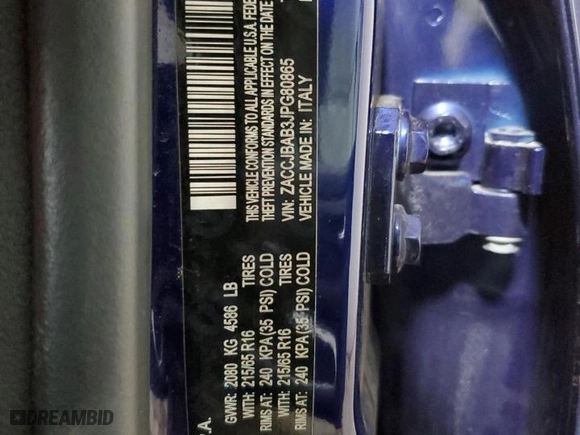 P.A.
GVWR: 2080 KG 4586 LB
WITH: 215/65 R16 TIRES
RIMS AT: 240 KPA (35 PSI) COLD
WITH: 215/65 R16 TIRES
RIMS AT: 240 KPA (35 PSI) COLD
THIS VEHICLE CONFORMS TO ALL APPLICABLE U.S.A. FEDE
THEFT PREVENTION STANDARDS IN EFFECT ON THE DATE
VIN: ZACCJBAB3JPG80865
VEHICLE MADE IN: ITALY
DREAMBID